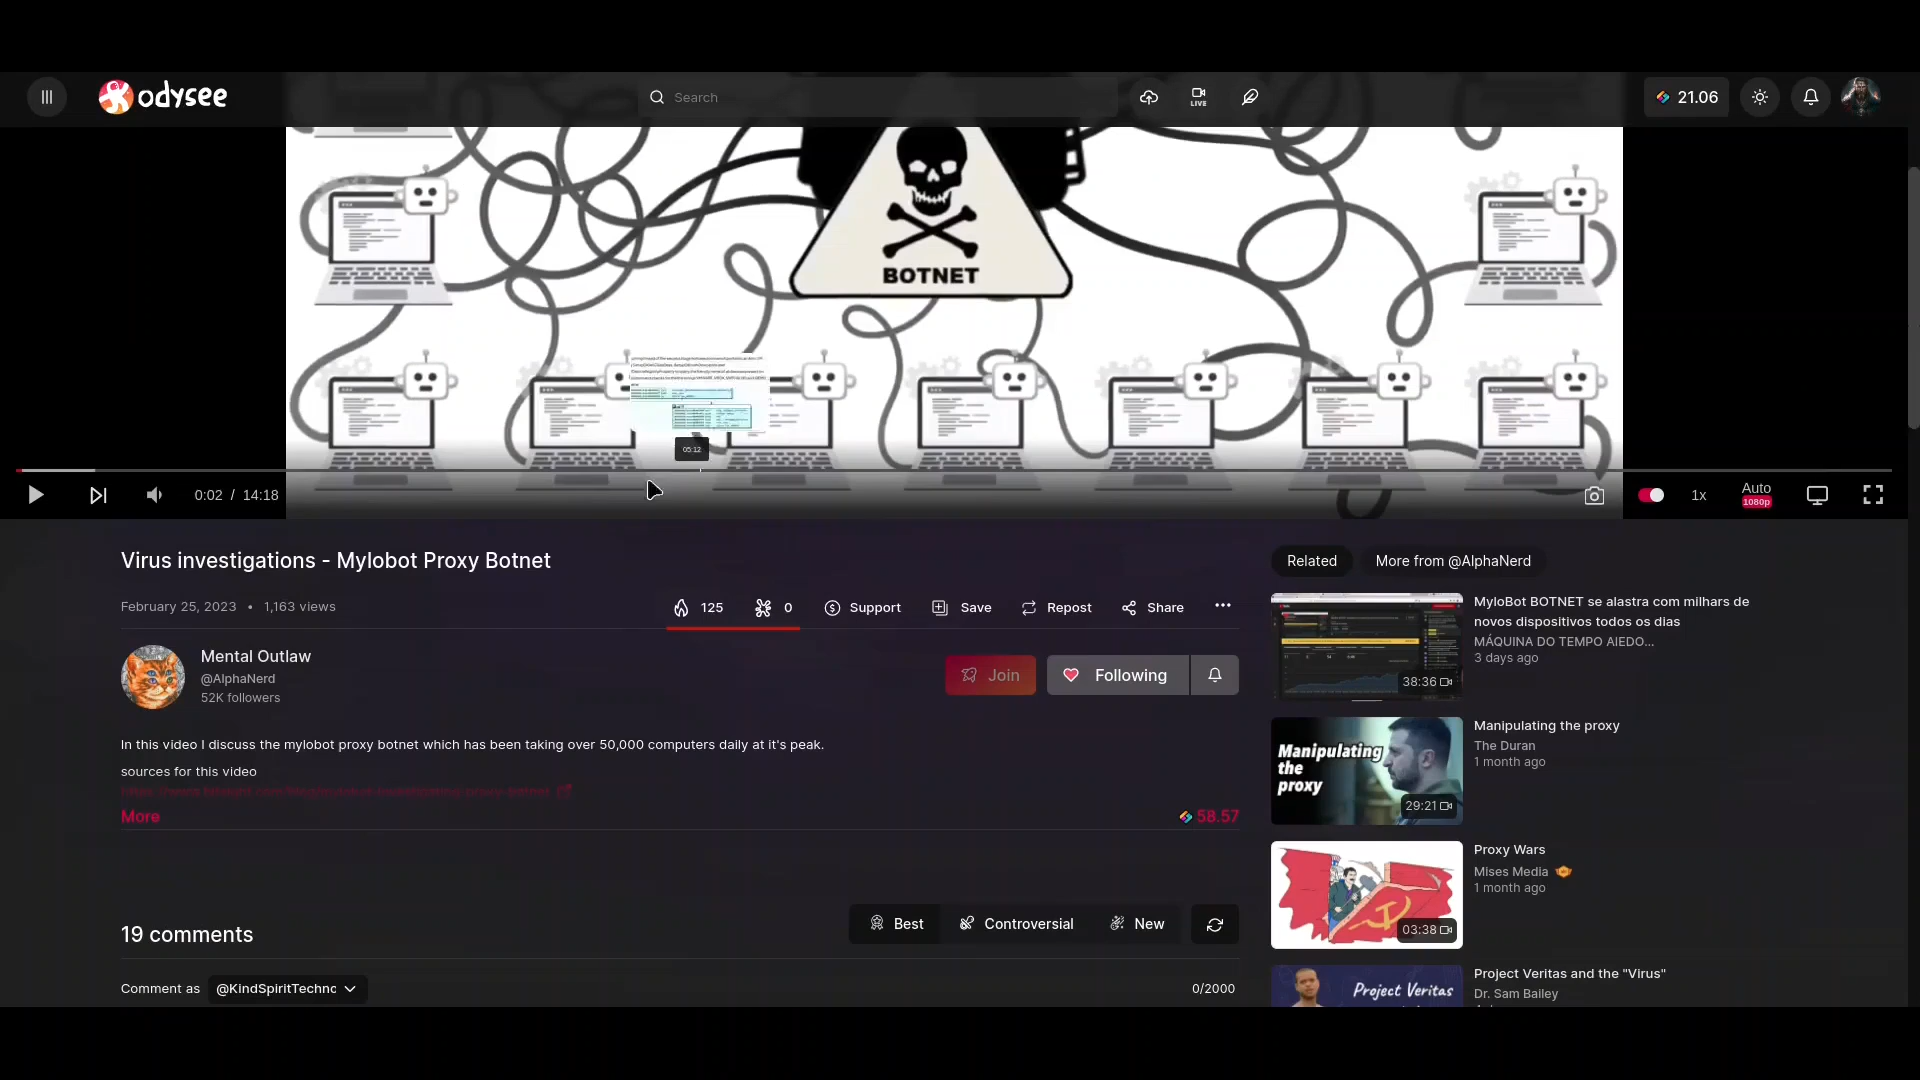 odysee
Search
LIVE
21.06
BOTNET
05:12
0:02 / 14:18
1x
Auto
1080p
Virus investigations - Mylobot Proxy Botnet
February 25, 2023 • 1,163 views
125
0
Support
Save
Repost
Share
Mental Outlaw
@AlphaNerd
52K followers
Join
Following
In this video I discuss the mylobot proxy botnet which has been taking over 50,000 computers daily at it's peak.
sources for this video
More
58.57
19 comments
Best
Controversial
New
Comment as
@KindSpiritTechno
0/2000
Related
More from @AlphaNerd
38:36
MyloBot BOTNET se alastra com milhars de
novos dispositivos todos os dias
MÁQUINA DO TEMPO AIEDO...
3 days ago
Manipulating
the
proxy
29:21
Manipulating the proxy
The Duran
1 month ago
03:38
Proxy Wars
Mises Media
1 month ago
Project Veritas
Project Veritas and the "Virus"
Dr. Sam Bailey